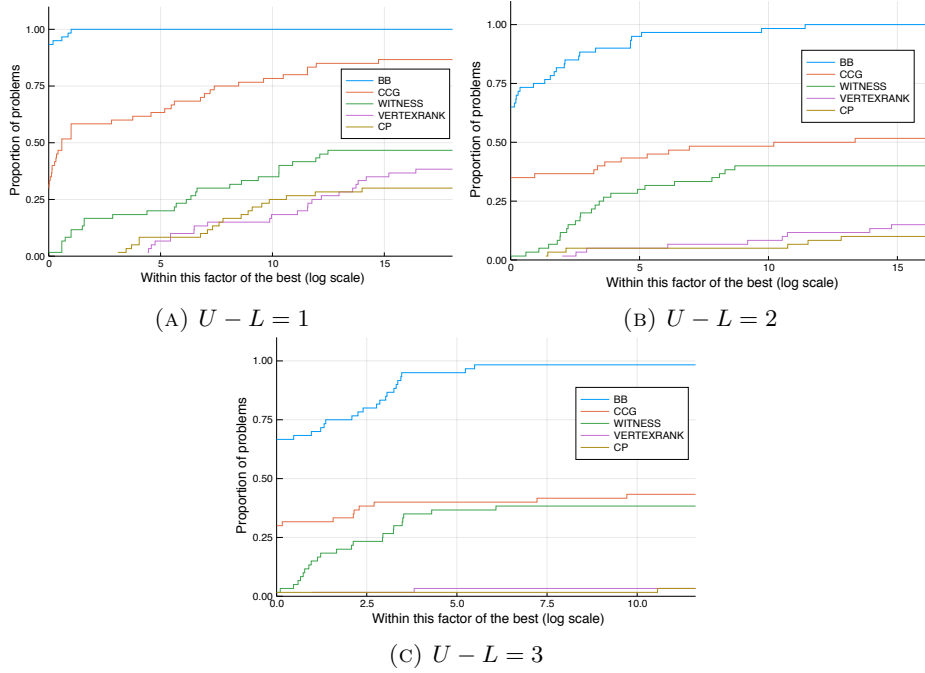 1.00
0.75
0.50
0.25
0.00
Proportion of problems
BB
CCG
WITNESS
VERTEXRANK
CP
0 5 10 15
Within this factor of the best (log scale)
(A) U − L = 1
1.00
0.75
0.50
0.25
0.00
Proportion of problems
BB
CCG
WITNESS
VERTEXRANK
CP
0 5 10 15
Within this factor of the best (log scale)
(B) U − L = 2
1.00
0.75
0.50
0.25
0.00
Proportion of problems
BB
CCG
WITNESS
VERTEXRANK
CP
0.0 2.5 5.0 7.5 10.0
Within this factor of the best (log scale)
(C) U − L = 3